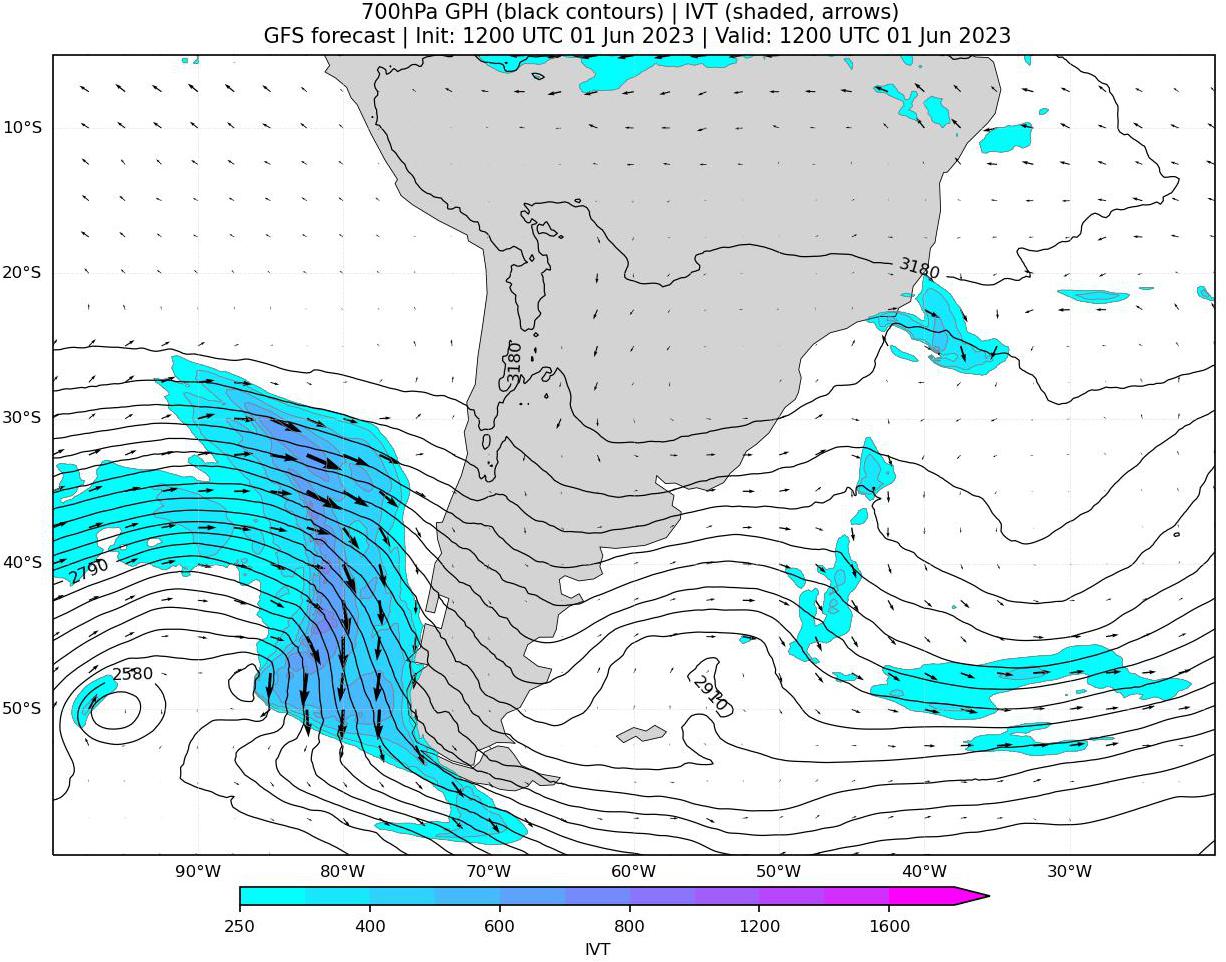 700hPa GPH (black contours) | IVT (shaded, arrows)
GFS forecast | Init: 1200 UTC 01 Jun 2023 | Valid: 1200 UTC 01 Jun 2023
10°S
3180
20°S
3180
30°S
40°S
2790
2580
2910
50°S
90°W 80°W 70°W 60°W 50°W 40°W 30°W
250 400 600 800 1200 1600
IVT